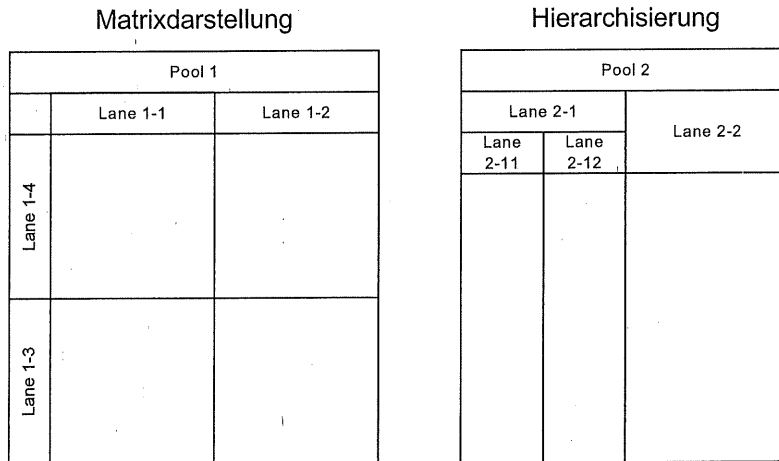 Matrixdarstellung
Pool 1
Lane 1-1
Lane 1-2
Lane 1-4
Lane 1-3
Hierarchisierung
Pool 2
Lane 2-1
Lane 2-2
Lane
2-11
Lane
2-12